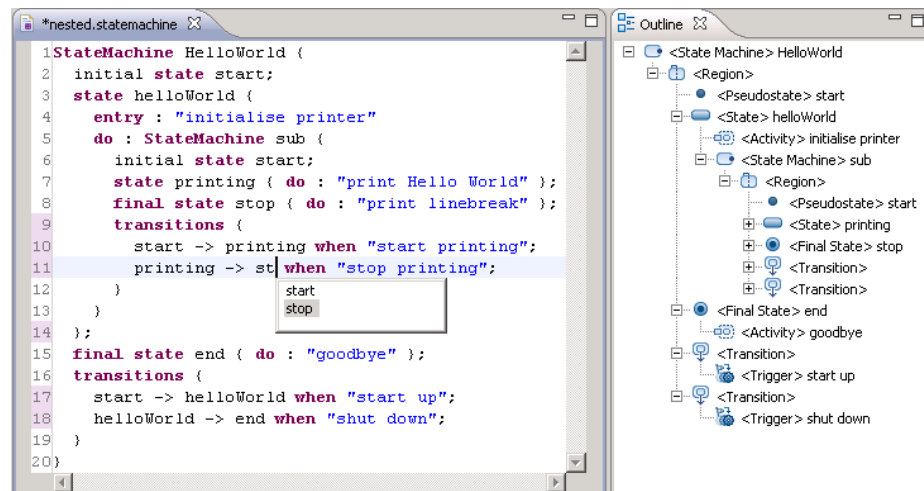 *nested.statemachine
1 StateMachine HelloWorld {
2 initial state start;
3 state helloWorld {
4 entry : "initialise printer"
5 do : StateMachine sub {
6 initial state start;
7 state printing { do : "print Hello World" };
8 final state stop { do : "print linebreak" };
9 transitions {
10 start -> printing when "start printing";
11 printing -> st when "stop printing";
12 }
start
stop
13 }
14 };
15 final state end { do : "goodbye" };
16 transitions {
17 start -> helloWorld when "start up";
18 helloWorld -> end when "shut down";
19 }
20 }
Outline
<State Machine> HelloWorld
<Region>
<Pseudostate> start
<State> helloWorld
<Activity> initialise printer
<State Machine> sub
<Region>
<Pseudostate> start
<State> printing
<Final State> stop
<Transition>
<Transition>
<Final State> end
<Activity> goodbye
<Transition>
<Trigger> start up
<Transition>
<Trigger> shut down